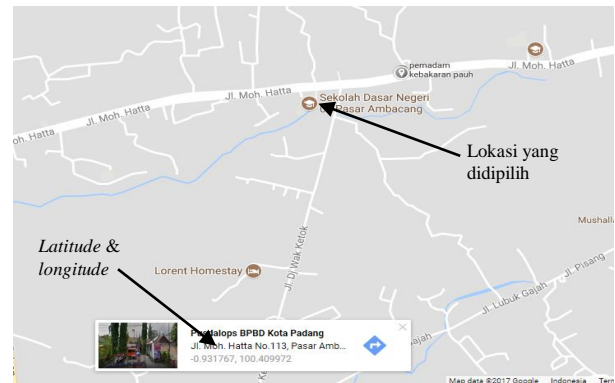 pemadam
kebakaran pauh
Jl. Moh. Hatta
Jl. Moh. Hatta
Sekolah Dasar Negeri
Pasar Ambacang
Jl. Moh. Hatta
oh. Hatta
Lokasi yang
didipilih
Mushalla
Latitude &
longitude
Lorent Homestay
Jl. Dj Wak Ketok
Jl. Pisang
Jl. Lubuk Gajah
Pusdalops BPBD Kota Padang
Jl. Moh. Hatta No.113, Pasar Amb...
-0.931767, 100.409972
ajah
Map data ©2017 Google Indonesia